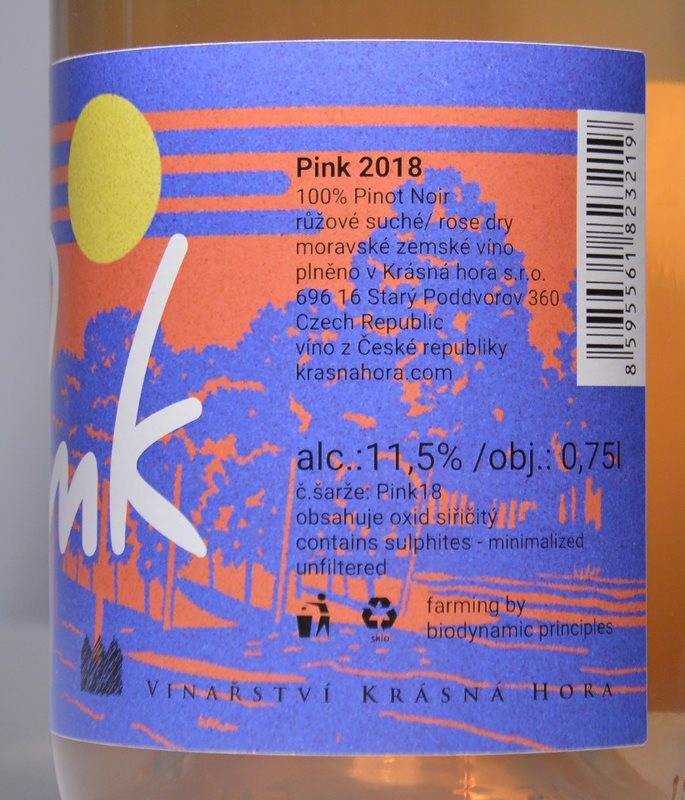 Pink 2018
100% Pinot Noir
růžové suché/ rose dry
moravské zemské víno
plněno v Krásná hora s.r.o.
696 16 Starý Poddvorov 360
Czech Republic
víno z České republiky
krasnahora.com
8 595561 823219
nk
alc.:11,5% /obj.: 0,75l
č.šarže: Pink18
obsahuje oxid siřičitý
contains sulphites - minimalized
unfiltered
sklo
farming by
biodynamic principles
VINAŘSTVÍ KRÁSNÁ HORA